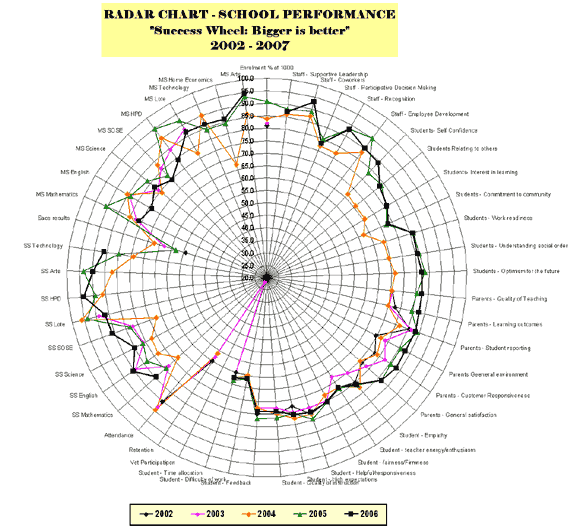 RADAR CHART - SCHOOL PERFORMANCE
"Success Wheel: Bigger is better"
2002 - 2007
Enrolment % of 1000
Staff - Supportive Leadership
Staff - Coworkers
Staff - Participative Decision Making
Staff - Recognition
Staff - Employee Development
Students- Self Confidence
Students Relating to others
Students- Interest in learning
Students - Commitment to community
Students - Work readiness
Students - Understanding social order
Students - Optimism for the future
Parents - Quality of Teaching
Parents - Learning outcomes
Parents - Student reporting
Parents General environment
Parents - Customer Responsiveness
Parents - General satisfaction
Student - Empathy
Student - teacher energy/enthusiasm
Student - fairness/Firmness
Student - Helpful/responsiveness
Student - High expectations
Student - Quality of
Student - Feedback
Student - Difficulty of work
Student - Time allocation
Vet Participation
Retention
Attendance
SS Mathematics
SS English
SS Science
SS SOSE
SS Lote
SS HPD
SS Arts
SS Technology
Eaco results
MS Mathematics
MS English
MS Science
MS SOSE
MS HPD
MS Lote
MS Technology
MS Home Economics
MS Arts
100.0
95.0
90.0
85.0
80.0
75.0
70.0
65.0
60.0
55.0
50.0
45.0
40.0
35.0
30.0
25.0
20.0
2002
2003
2004
2005
2006